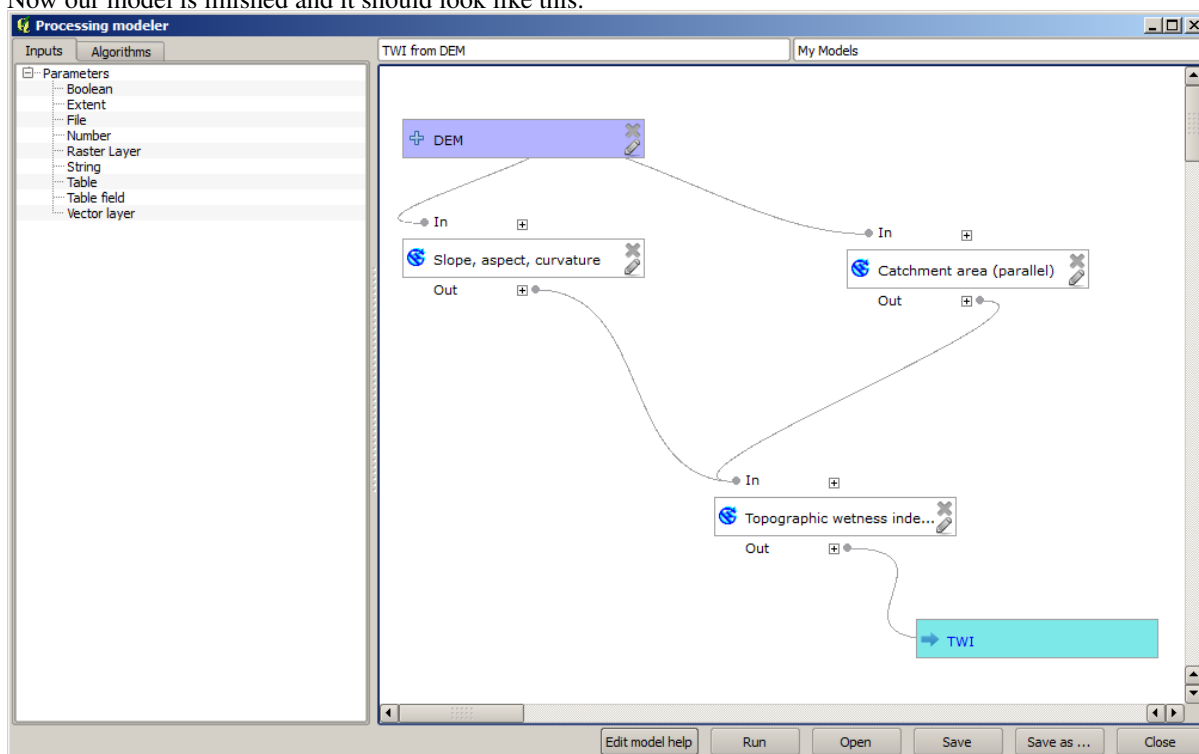 Now our model is finished and it should look like this:
Processing modeler
Inputs Algorithms
TWI from DEM
My Models
Parameters
Boolean
Extent
File
Number
Raster Layer
String
Table
Table field
Vector layer
DEM
In
Slope, aspect, curvature
Out
In
Catchment area (parallel)
Out
In
Topographic wetness inde...
Out
TWI
Edit model help Run Open Save Save as ... Close